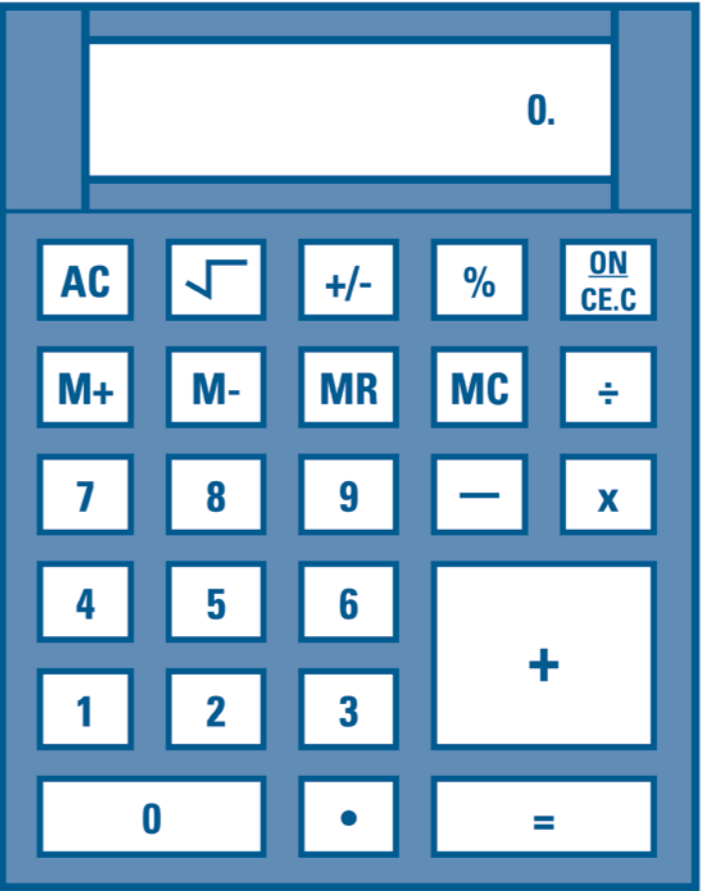 0.
AC √ +/- % ON
CE.C
M+ M- MR MC ÷
7 8 9 — x
4 5 6 +
1 2 3
0 • =